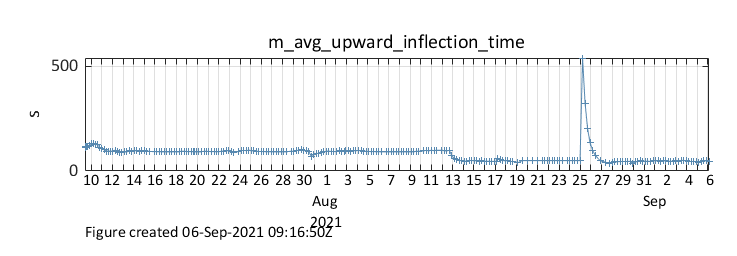 m_avg_upward_inflection_time
500
s
0
10 12 14 16 18 20 22 24 26 28 30 1 3 5 7 9 11 13 15 17 19 21 23 25 27 29 31 2 4 6
Aug Sep
2021
Figure created 06-Sep-2021 09:16:50Z